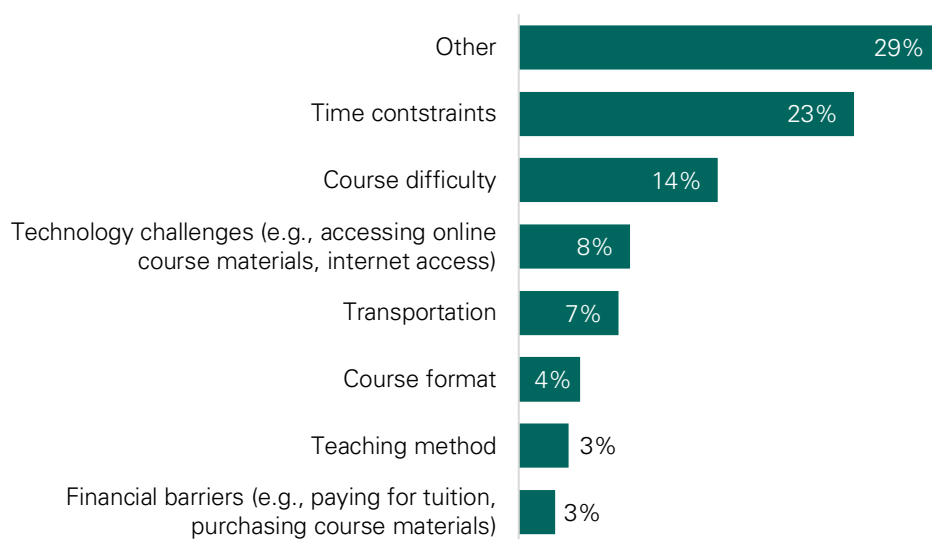 Other 29%
Time contstraints 23%
Course difficulty 14%
Technology challenges (e.g., accessing online
course materials, internet access) 8%
Transportation 7%
Course format 4%
Teaching method 3%
Financial barriers (e.g., paying for tuition,
purchasing course materials) 3%